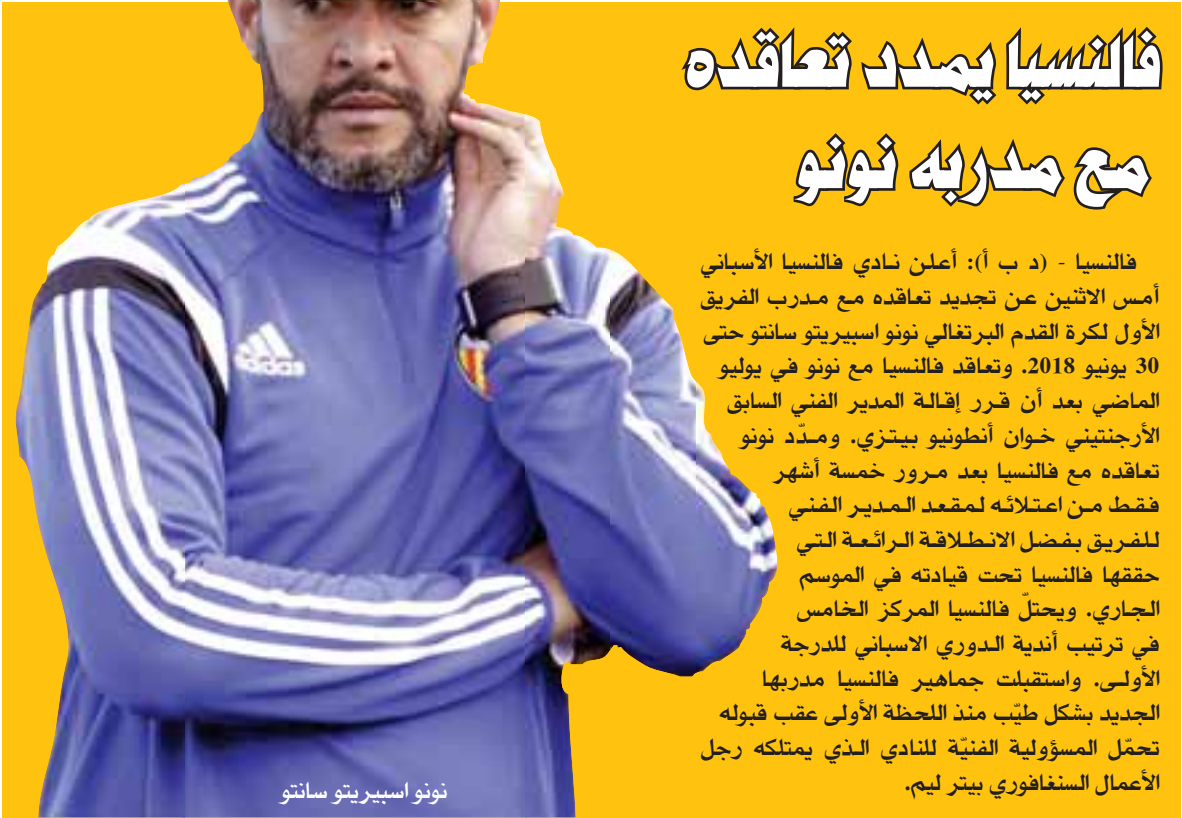 فالنسيا يمدد تعاقده
مع مدربه نونو
فالنسيا - (د ب أ): أعلن نادي فالنسيا الأسباني
أمس الاثنين عن تجديد تعاقده مع مدرب الفريق
الأول لكرة القدم البرتغالي نونو اسبيريتو سانتو حتى
30 يونيو 2018. وتعاقد فالنسيا مع نونو في يوليو
الماضي بعد أن قرر إقالة المدير الفني السابق
الأرجنتيني خوان أنطونيو بيتزي. ومدّد نونو
تعاقده مع فالنسيا بعد مرور خمسة أشهر
فقط من اعتلائه لمقعد المدير الفني
للفريق بفضل الانطلاقة الرائعة التي
حققها فالنسيا تحت قيادته في الموسم
الجاري. ويحتلّ فالنسيا المركز الخامس
في ترتيب أندية الدوري الاسباني للدرجة
الأولى. واستقبلت جماهير فالنسيا مدربها
الجديد بشكل طيّب منذ اللحظة الأولى عقب قبوله
تحمّل المسؤولية الفنيّة للنادي الذي يمتلكه رجل
الأعمال السنغافوري بيتر ليم.
adidas
نونو اسبيريتو سانتو